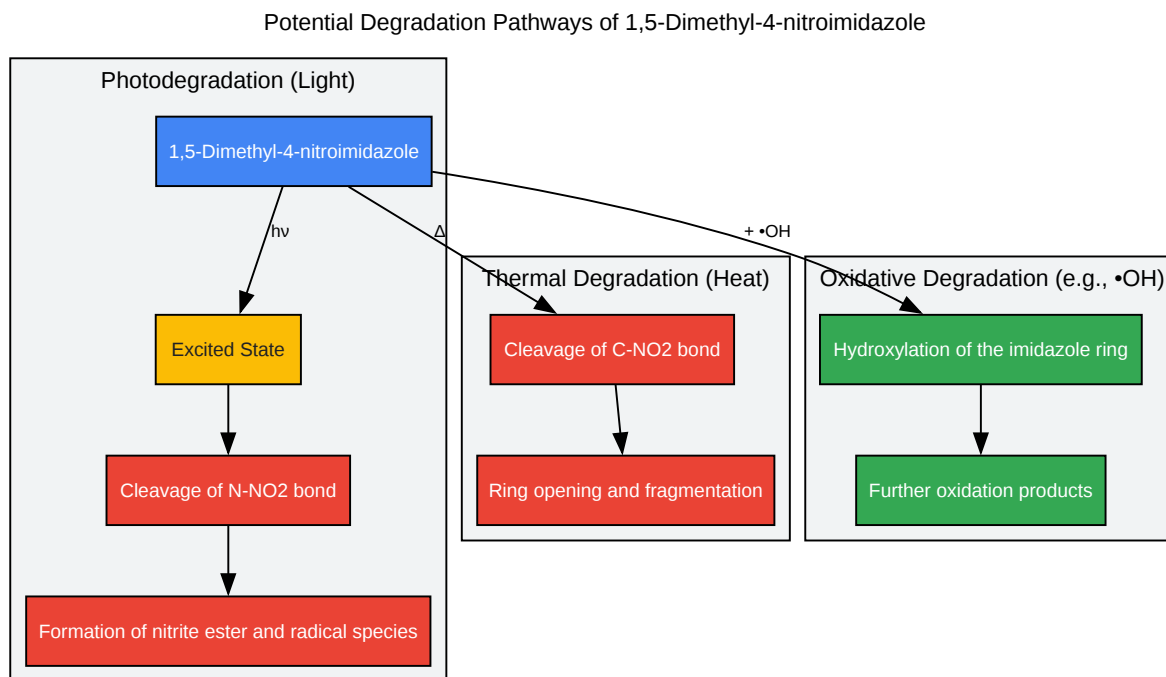 Potential Degradation Pathways of 1,5-Dimethyl-4-nitroimidazole
Photodegradation (Light)
1,5-Dimethyl-4-nitroimidazole
hν
Δ
+ •OH
Thermal Degradation (Heat)
Oxidative Degradation (e.g., •OH)
Excited State
Cleavage of C-NO2 bond
Hydroxylation of the imidazole ring
Cleavage of N-NO2 bond
Ring opening and fragmentation
Further oxidation products
Formation of nitrite ester and radical species